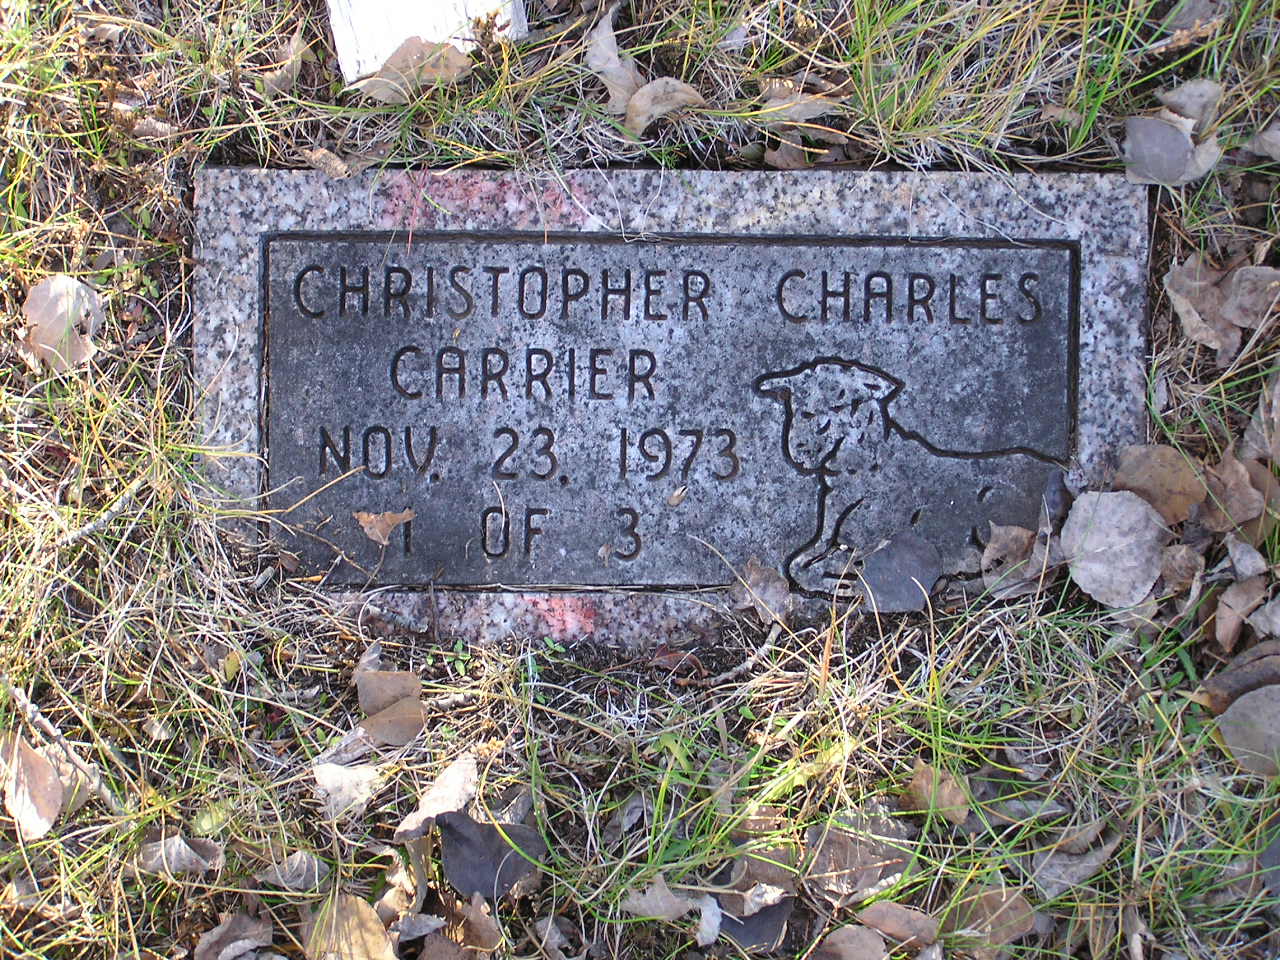 CHRISTOPHER CHARLES
CARRIER
NOV. 23. 1973
1 OF 3